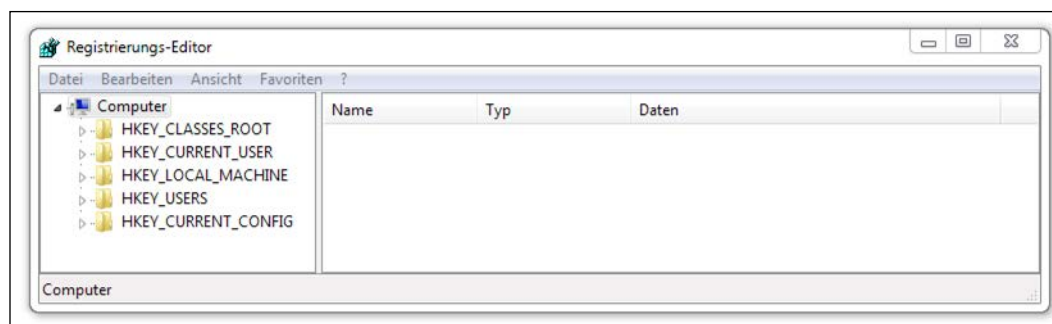 Registrierungs-Editor
Datei Bearbeiten Ansicht Favoriten ?
Computer
HKEY_CLASSES_ROOT
HKEY_CURRENT_USER
HKEY_LOCAL_MACHINE
HKEY_USERS
HKEY_CURRENT_CONFIG
Name Typ Daten
Computer